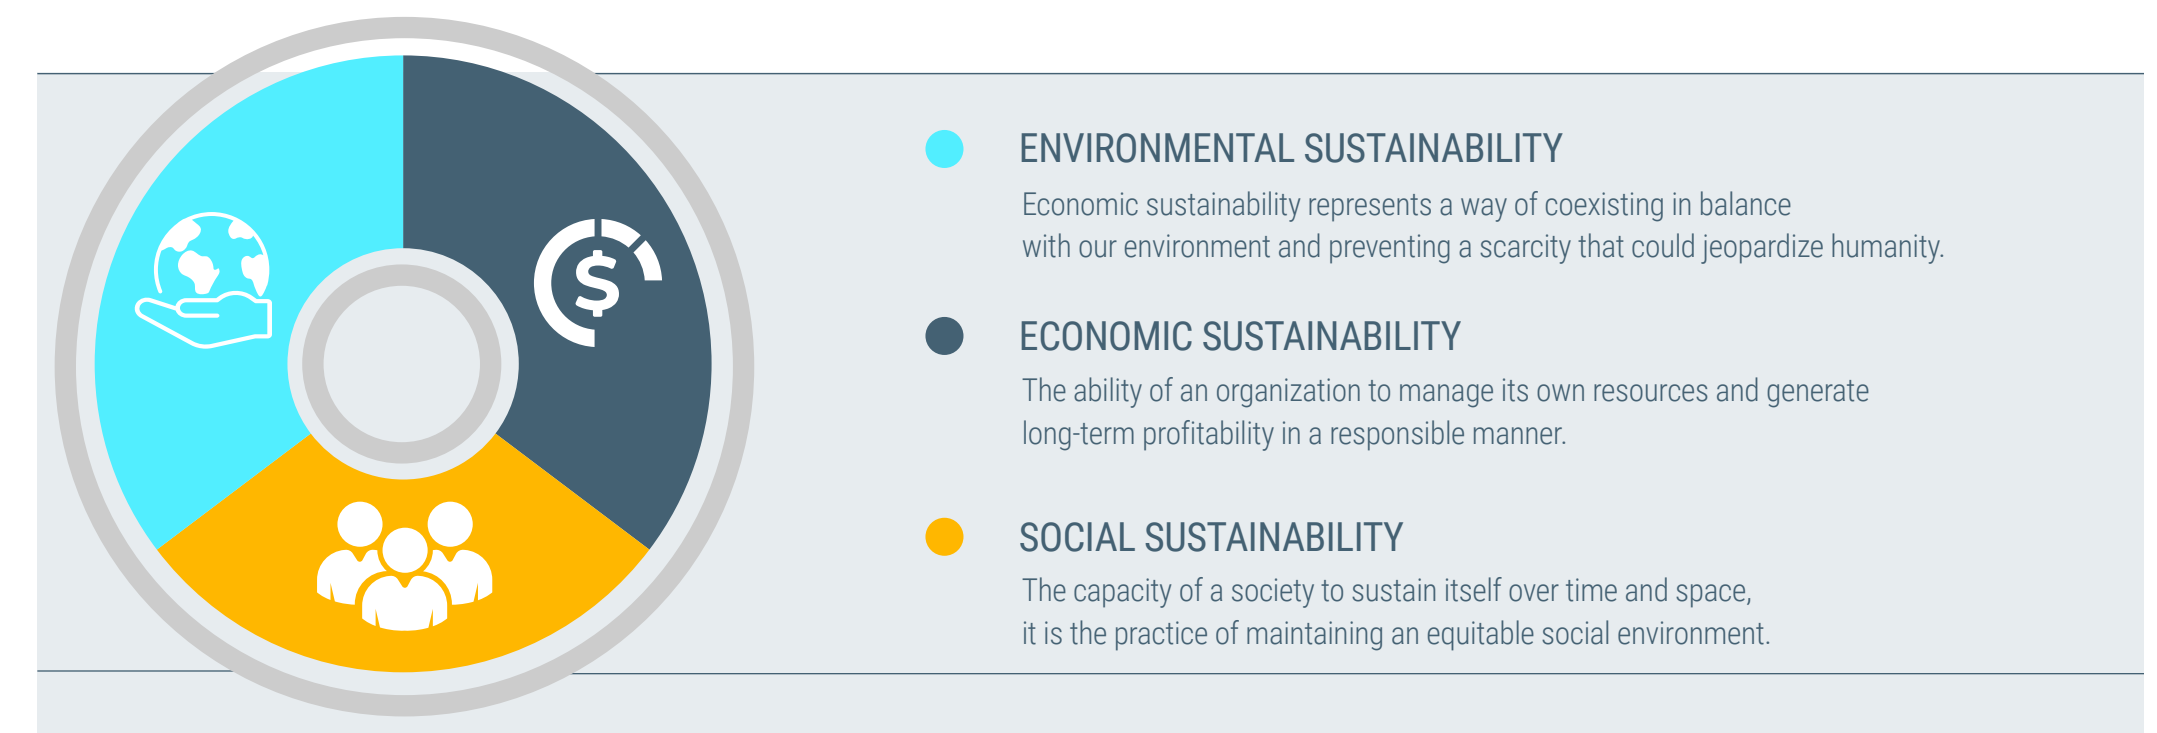 ENVIRONMENTAL SUSTAINABILITY
Economic sustainability represents a way of coexisting in balance
with our environment and preventing a scarcity that could jeopardize humanity.
ECONOMIC SUSTAINABILITY
The ability of an organization to manage its own resources and generate
long-term profitability in a responsible manner.
SOCIAL SUSTAINABILITY
The capacity of a society to sustain itself over time and space,
it is the practice of maintaining an equitable social environment.
$